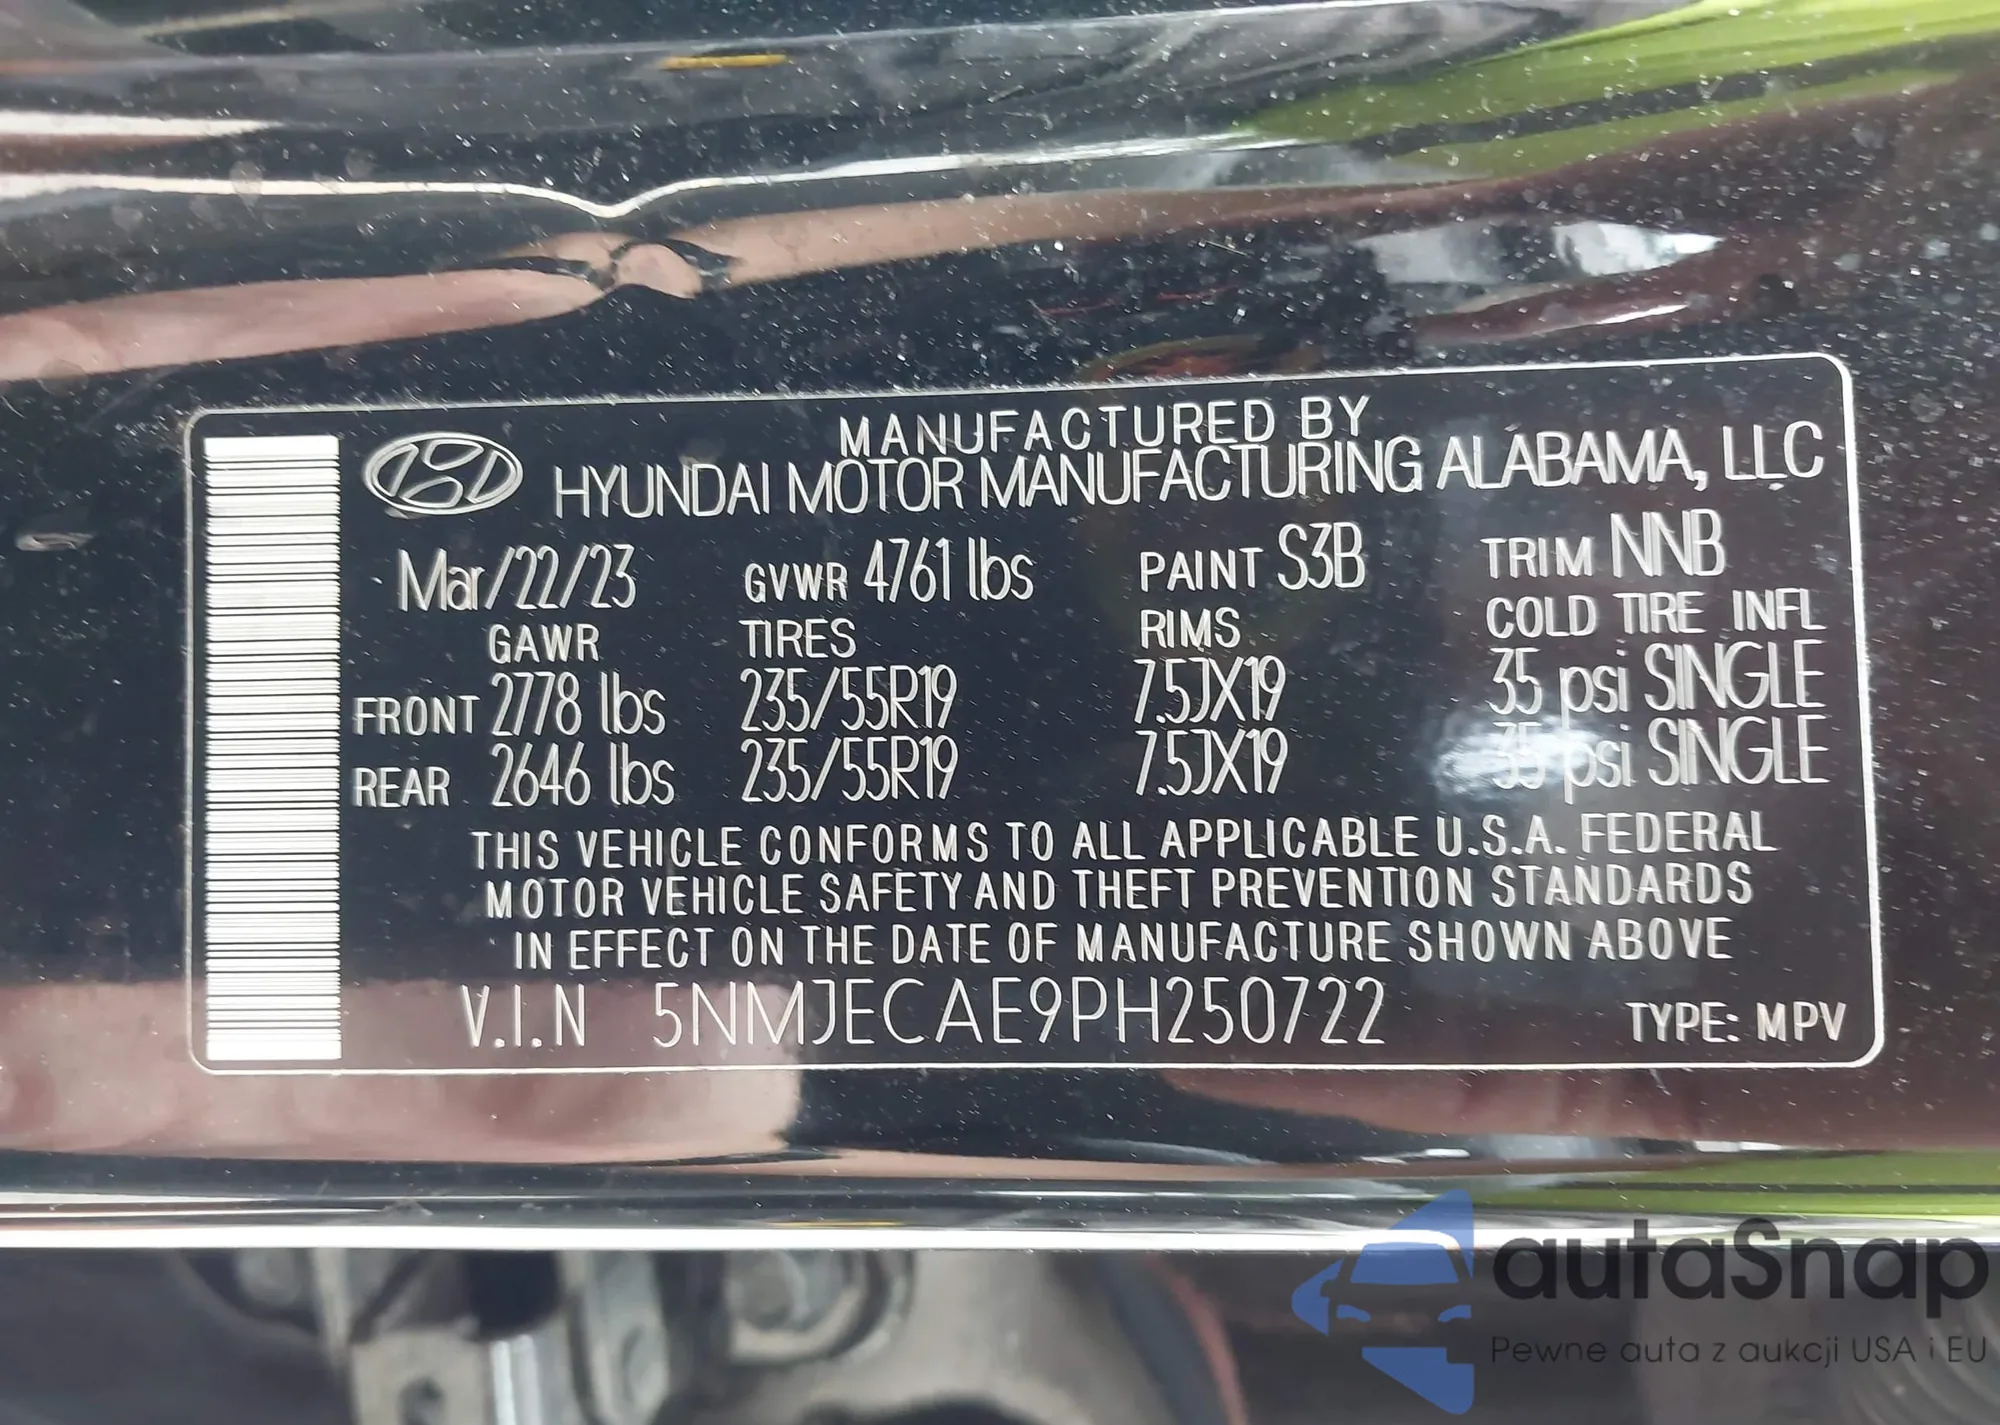 MANUFACTURED BY
HYUNDAI MOTOR MANUFACTURING ALABAMA, LLC
Mar/22/23 GVWR 4761 lbs PAINT S3B TRIM NNB
GAWR TIRES RIMS COLD TIRE INFL
FRONT 2778 lbs 235/55R19 7.5JX19 35 psi SINGLE
REAR 2646 lbs 235/55R19 7.5JX19 35 psi SINGLE
THIS VEHICLE CONFORMS TO ALL APPLICABLE U.S.A. FEDERAL
MOTOR VEHICLE SAFETY AND THEFT PREVENTION STANDARDS
IN EFFECT ON THE DATE OF MANUFACTURE SHOWN ABOVE
V.I.N 5NMJECAE9PH250722 TYPE: MPV
autaSnap
Pewne auta z aukcji USA i EU